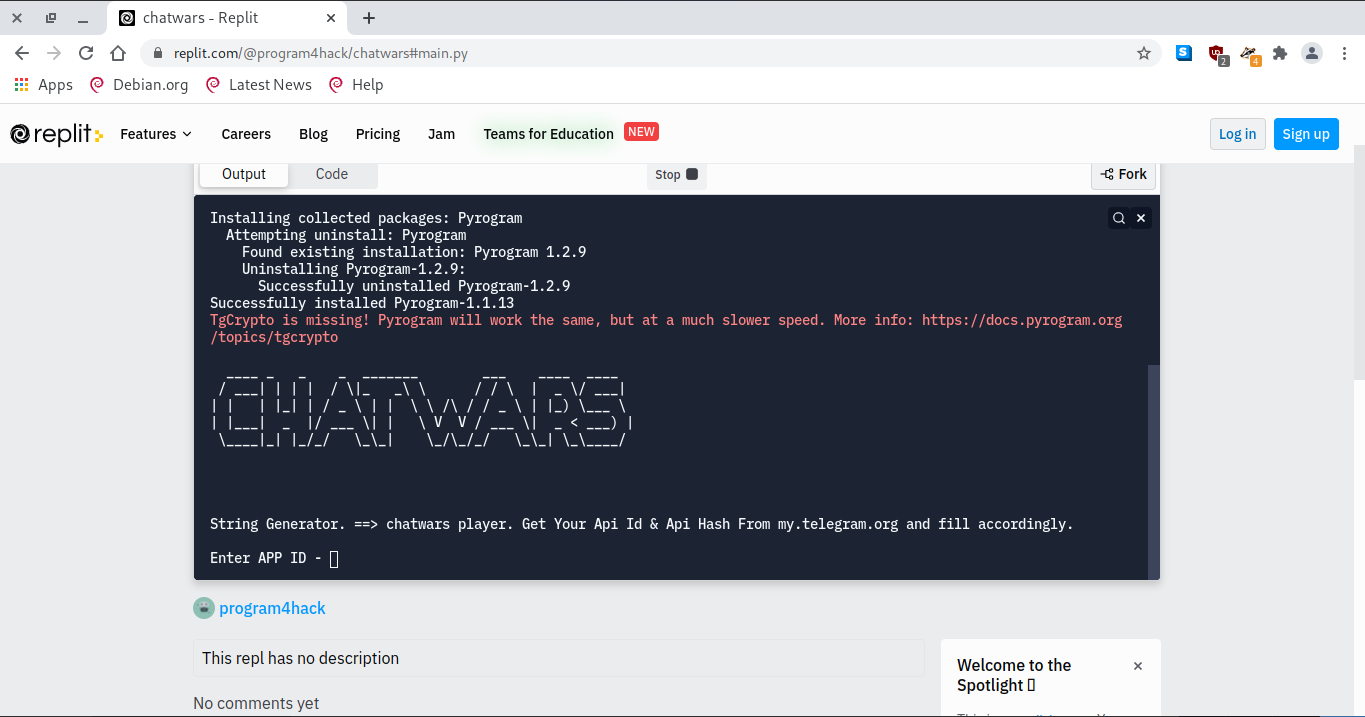 chatwars - Replit
replit.com/@program4hack/chatwars#main.py
S
2
4
Apps Debian.org Latest News Help
replit Features Careers Blog Pricing Jam Teams for Education NEW Log in Sign up
Output Code Stop Fork
Installing collected packages: Pyrogram
Attempting uninstall: Pyrogram
Found existing installation: Pyrogram 1.2.9
Uninstalling Pyrogram-1.2.9:
Successfully uninstalled Pyrogram-1.2.9
Successfully installed Pyrogram-1.1.13
TgCrypto is missing! Pyrogram will work the same, but at a much slower speed. More info: https://docs.pyrogram.org
/topics/tgcrypto
CHATWARS
String Generator. ==> chatwars player. Get Your Api Id & Api Hash From my.telegram.org and fill accordingly.
Enter APP ID -
program4hack
This repl has no description
No comments yet
Welcome to the
Spotlight